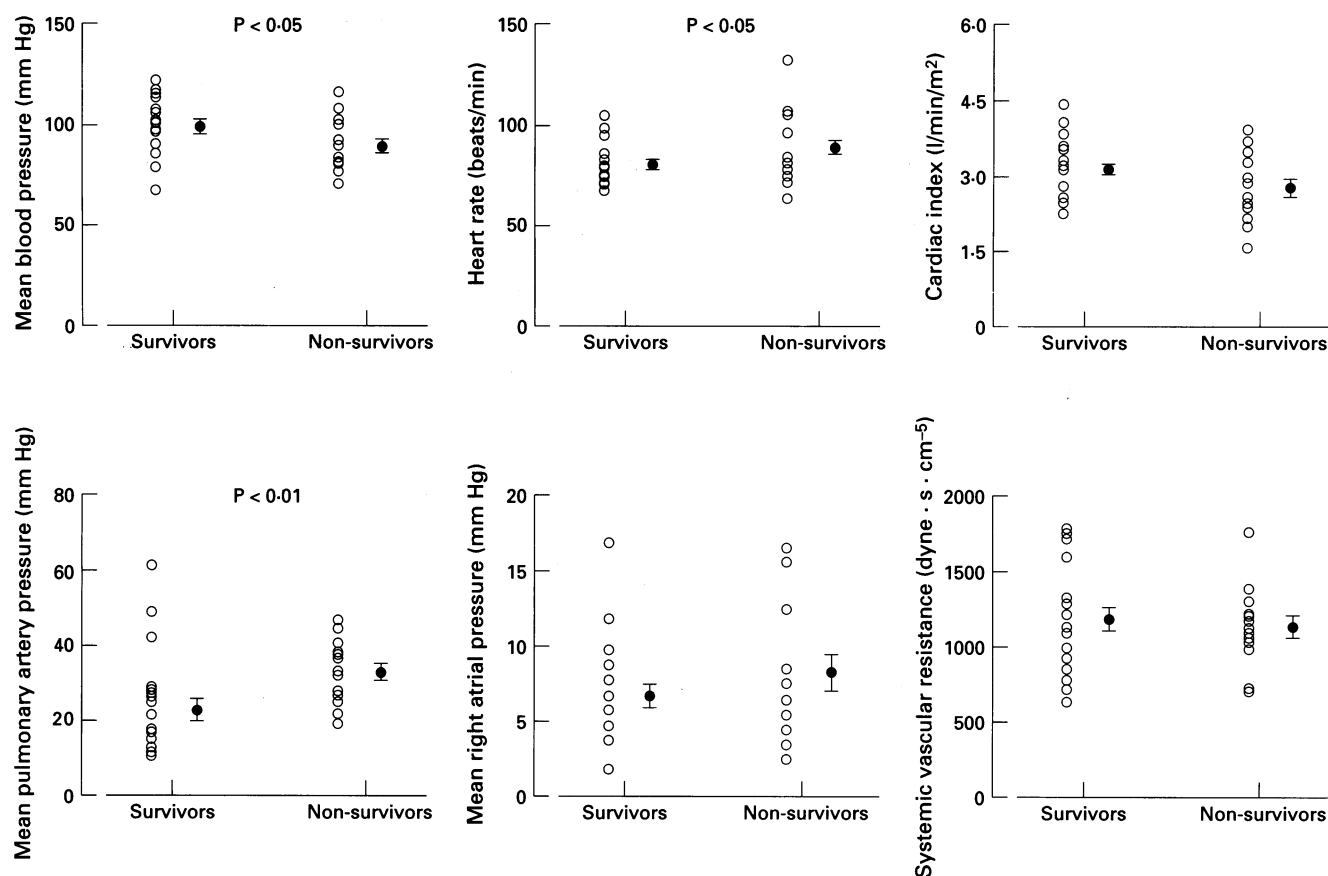 Mean blood pressure (mm Hg)
150
100
50
0
P < 0·05
Survivors
Non-survivors
Heart rate (beats/min)
150
100
50
0
P < 0·05
Survivors
Non-survivors
Cardiac index (l/min/m²)
6·0
4·5
3·0
1·5
0
Survivors
Non-survivors
Mean pulmonary artery pressure (mm Hg)
80
60
40
20
0
P < 0·01
Survivors
Non-survivors
Mean right atrial pressure (mm Hg)
20
15
10
5
0
Survivors
Non-survivors
Systemic vascular resistance (dyne · s · cm⁻⁵)
2000
1500
1000
500
0
Survivors
Non-survivors